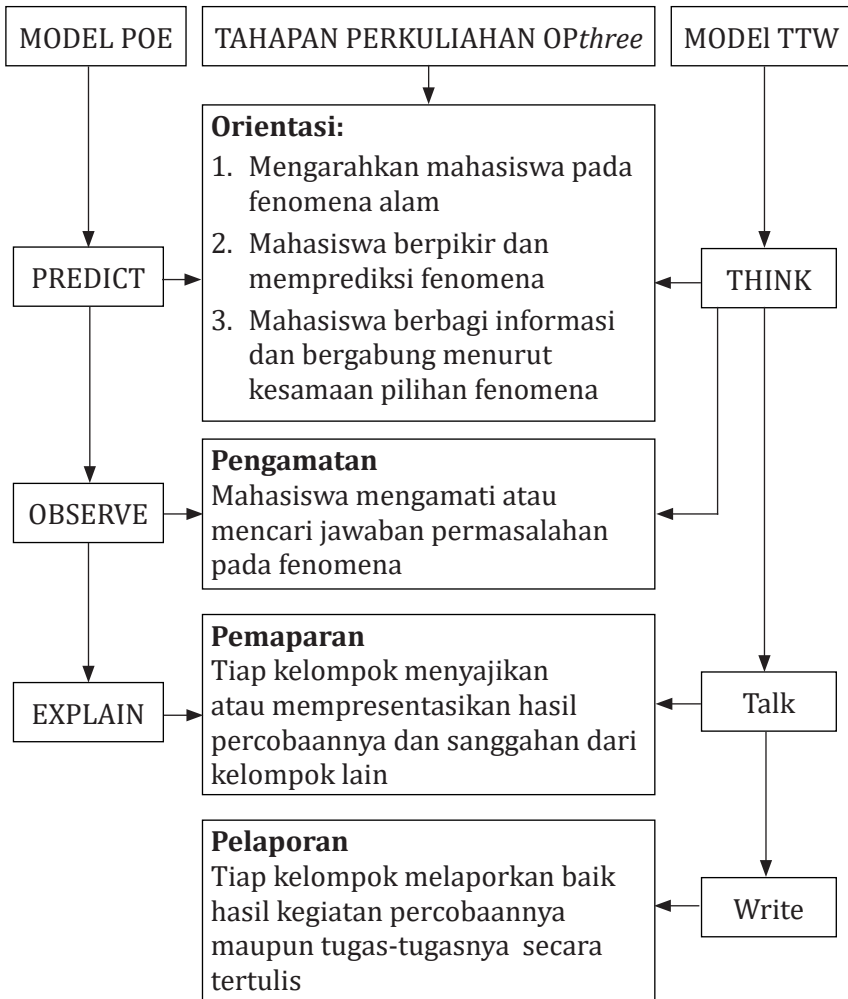 MODEL POE
TAHAPAN PERKULIAHAN OPthree
MODEl TTW
Orientasi:
1. Mengarahkan mahasiswa pada
fenomena alam
2. Mahasiswa berpikir dan
memprediksi fenomena
3. Mahasiswa berbagi informasi
dan bergabung menurut
kesamaan pilihan fenomena
PREDICT
THINK
Pengamatan
Mahasiswa mengamati atau
mencari jawaban permasalahan
pada fenomena
OBSERVE
Pemaparan
Tiap kelompok menyajikan
atau mempresentasikan hasil
percobaannya dan sanggahan dari
kelompok lain
EXPLAIN
Talk
Pelaporan
Tiap kelompok melaporkan baik
hasil kegiatan percobaannya
maupun tugas-tugasnya secara
tertulis
Write